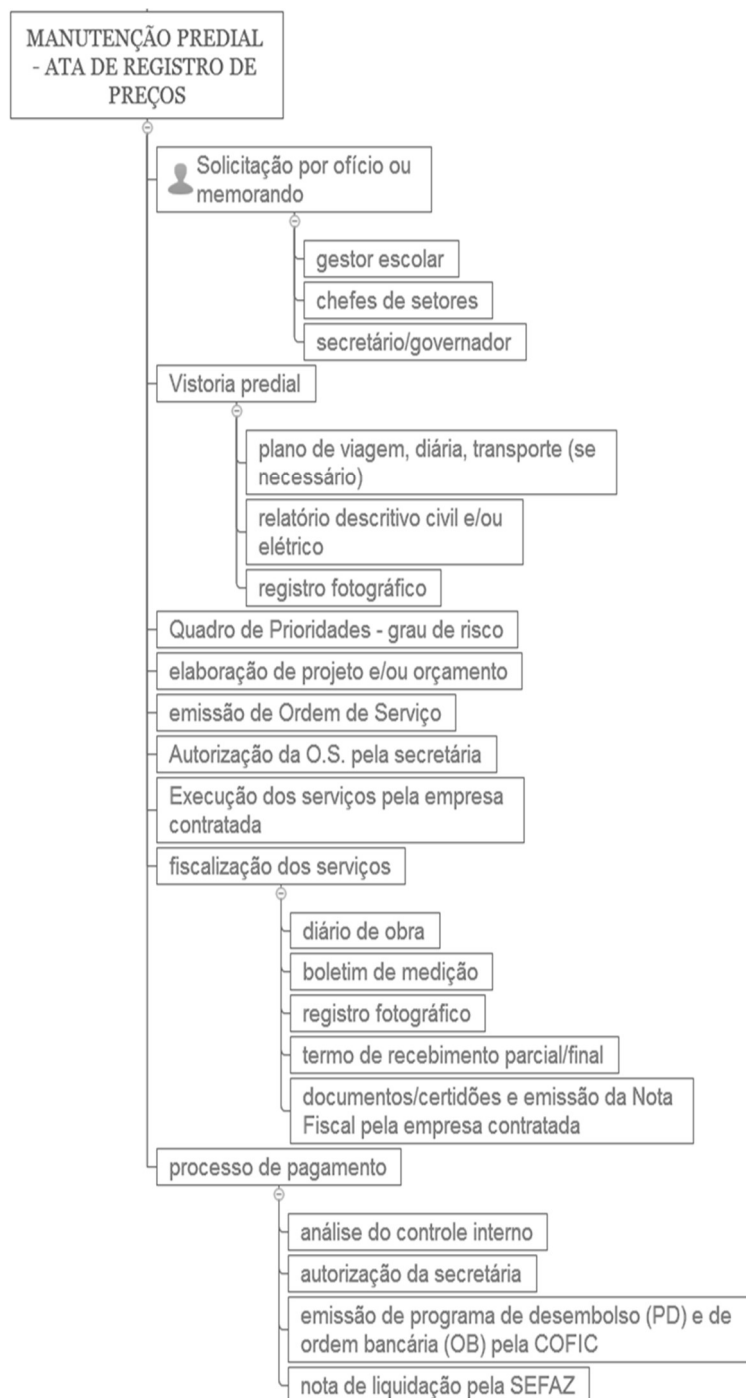 MANUTENÇÃO PREDIAL
- ATA DE REGISTRO DE
PREÇOS
Solicitação por ofício ou
memorando
gestor escolar
chefes de setores
secretário/governador
Vistoria predial
plano de viagem, diária, transporte (se
necessário)
relatório descritivo civil e/ou
elétrico
registro fotográfico
Quadro de Prioridades - grau de risco
elaboração de projeto e/ou orçamento
emissão de Ordem de Serviço
Autorização da O.S. pela secretária
Execução dos serviços pela empresa
contratada
fiscalização dos serviços
diário de obra
boletim de medição
registro fotográfico
termo de recebimento parcial/final
documentos/certidões e emissão da Nota
Fiscal pela empresa contratada
processo de pagamento
análise do controle interno
autorização da secretária
emissão de programa de desembolso (PD) e de
ordem bancária (OB) pela COFIC
nota de liquidação pela SEFAZ